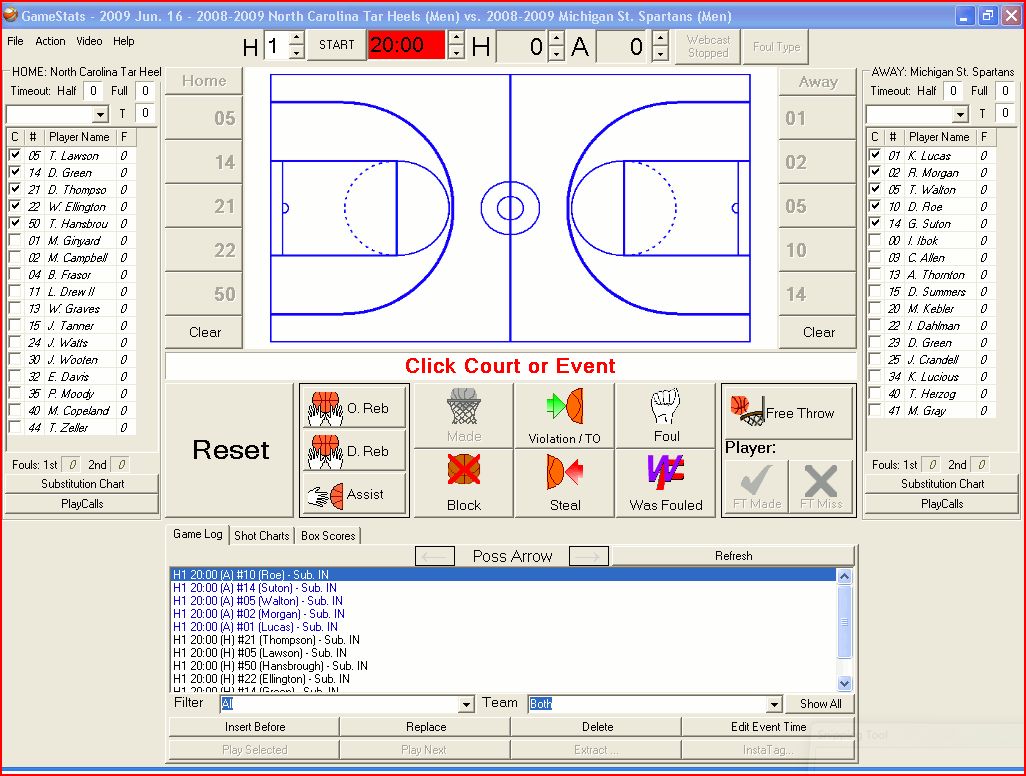 GameStats - 2009 Jun. 16 - 2008-2009 North Carolina Tar Heels (Men) vs. 2008-2009 Michigan St. Spartans (Men)
File Action Video Help
H 1 START 20:00 H 0 A 0 Webcast Stopped Foul Type
HOME: North Carolina Tar Heel
Timeout: Half 0 Full 0
T 0
C # Player Name F
05 T. Lawson 0
14 D. Green 0
21 D. Thompso 0
22 W. Ellington 0
50 T. Hansbrou 0
01 M. Ginyard 0
02 M. Campbell 0
04 B. Frasor 0
11 L. Drew II 0
13 W. Graves 0
15 J. Tanner 0
24 J. Watts 0
30 J. Wooten 0
32 E. Davis 0
35 P. Moody 0
40 M. Copeland 0
44 T. Zeller 0
Fouls: 1st 0 2nd 0
Substitution Chart
PlayCalls
Home
05
14
21
22
50
Clear
Away
01
02
05
10
14
Clear
AWAY: Michigan St. Spartans
Timeout: Half 0 Full 0
T 0
C # Player Name F
01 K. Lucas 0
02 R. Morgan 0
05 T. Walton 0
10 D. Roe 0
14 G. Suton 0
00 I. Ibok 0
03 C. Allen 0
13 A. Thornton 0
15 D. Summers 0
20 M. Kebler 0
22 I. Dahlman 0
23 D. Green 0
25 J. Crandell 0
34 K. Lucious 0
40 T. Herzog 0
41 M. Gray 0
Fouls: 1st 0 2nd 0
Substitution Chart
PlayCalls
Click Court or Event
Reset
O. Reb
D. Reb
Assist
Made
Violation / TO
Foul
Block
Steal
Was Fouled
Free Throw
Player:
FT Made FT Miss
Game Log Shot Charts Box Scores
Poss Arrow Refresh
H1 20:00 (A) #10 (Roe) - Sub. IN
H1 20:00 (A) #14 (Suton) - Sub. IN
H1 20:00 (A) #05 (Walton) - Sub. IN
H1 20:00 (A) #02 (Morgan) - Sub. IN
H1 20:00 (A) #01 (Lucas) - Sub. IN
H1 20:00 (H) #21 (Thompson) - Sub. IN
H1 20:00 (H) #05 (Lawson) - Sub. IN
H1 20:00 (H) #50 (Hansbrough) - Sub. IN
H1 20:00 (H) #22 (Ellington) - Sub. IN
H1 20:00 (H) #14 (Green) - Sub. IN
Filter All Team Both Show All
Insert Before Replace Delete Edit Event Time
Play Selected Play Next Extract ... InstaTag...
Snipping Tool